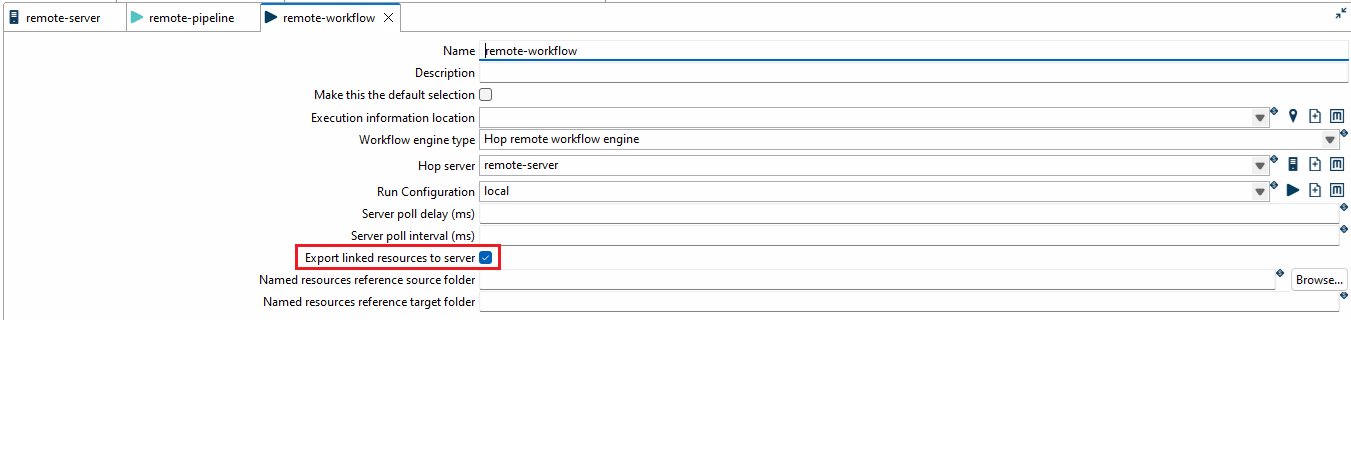 remote-server
remote-pipeline
remote-workflow
Name remote-workflow
Description
Make this the default selection
Execution information location
Workflow engine type Hop remote workflow engine
Hop server remote-server
Run Configuration local
Server poll delay (ms)
Server poll interval (ms)
Export linked resources to server
Named resources reference source folder Browse...
Named resources reference target folder